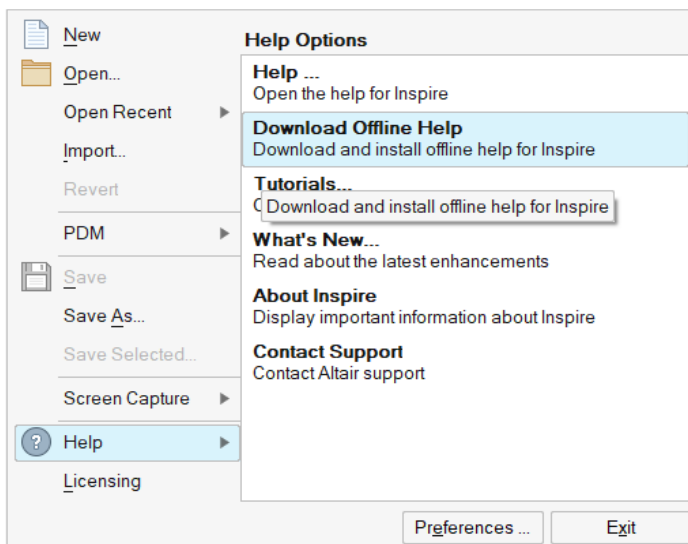 New
Open...
Open Recent
Import...
Revert
PDM
Save
Save As...
Save Selected...
Screen Capture
Help
Licensing
Help Options
Help ...
Open the help for Inspire
Download Offline Help
Download and install offline help for Inspire
Tutorials...
Download and install offline help for Inspire
What's New...
Read about the latest enhancements
About Inspire
Display important information about Inspire
Contact Support
Contact Altair support
Preferences ...
Exit